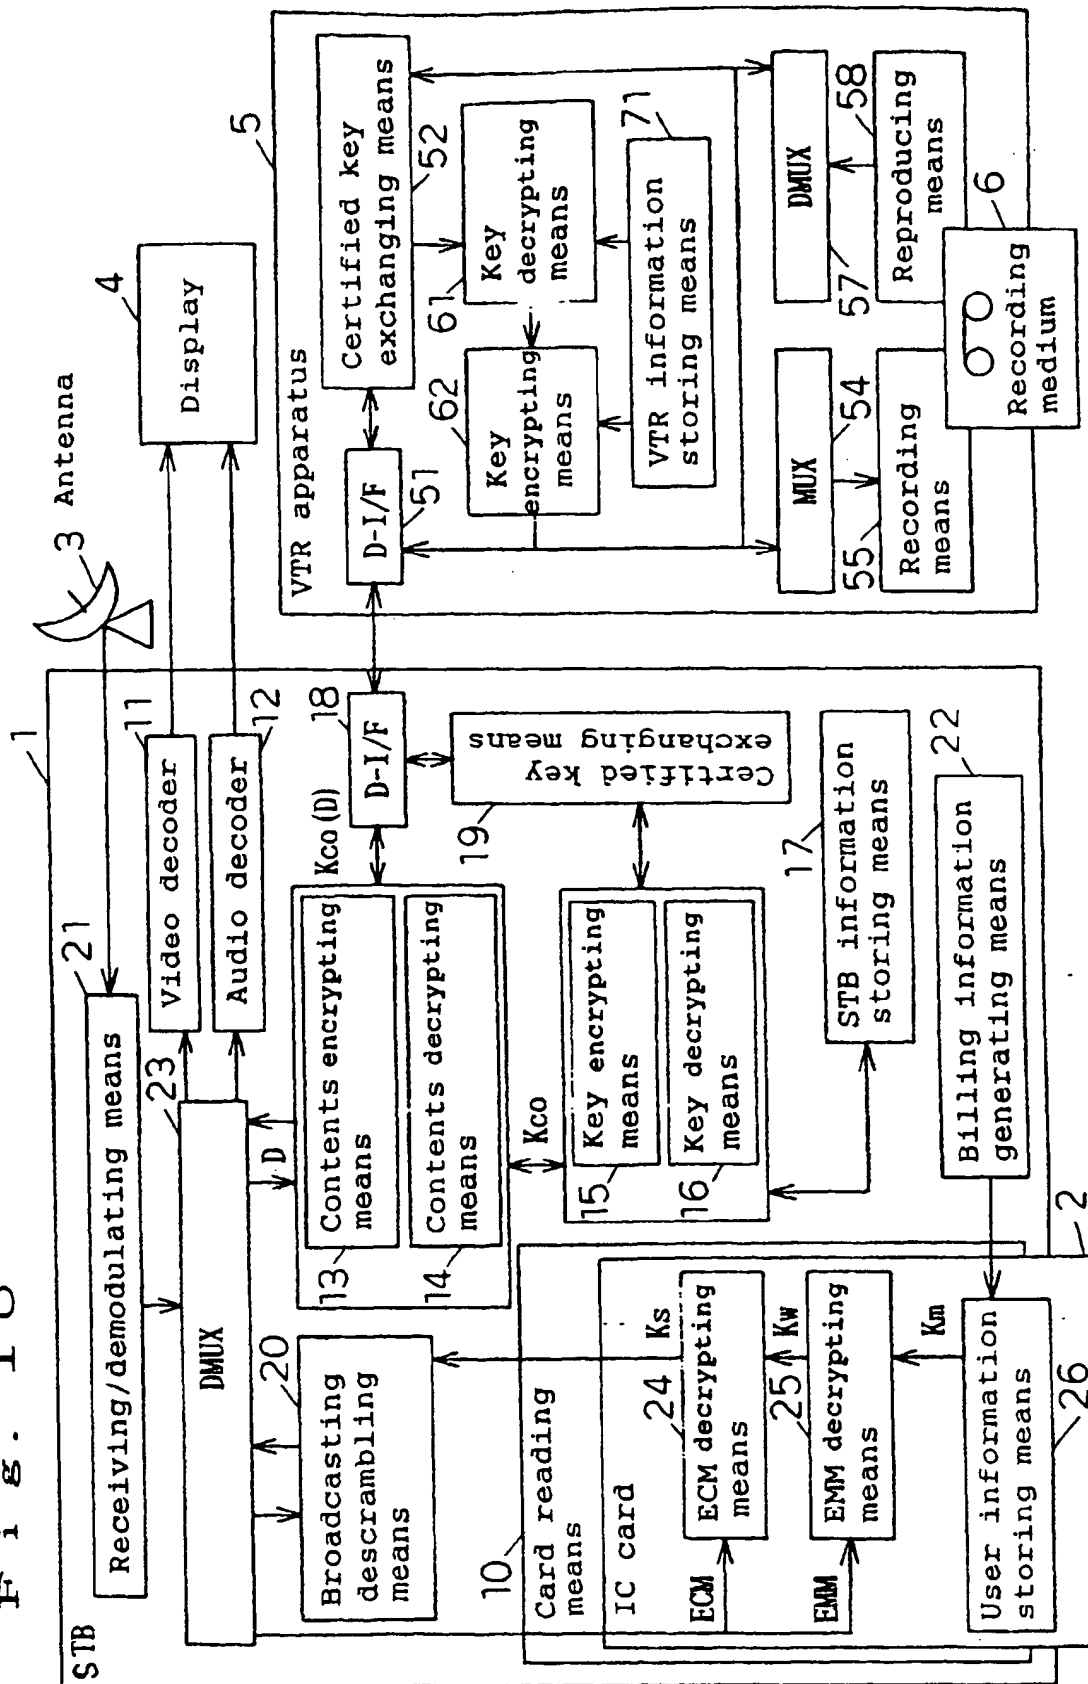 Fig.
STB
1
Receiving/demodulating means
21
3
Antenna
DMUX
23
Video decoder
11
Audio decoder
12
4
Display
Broadcasting
descrambling
means
20
D
Contents encrypting
means
13
Contents decrypting
means
14
Kco(D)
D-I/F
18
Certified key
exchanging means
19
Kco
Key encrypting
means
15
Key decrypting
means
16
STB information
storing means
17
Billing information
generating means
22
10
Card reading
means
IC card
2
ECM
ECM decrypting
means
24
Ks
EMM
EMM decrypting
means
25
Kw
Km
User information
storing means
26
VTR apparatus
5
D-I/F
51
Certified key
exchanging means
52
Key
encrypting
means
62
Key
decrypting
means
61
VTR information
storing means
71
MUX
54
DMUX
57
Recording
means
55
Reproducing
means
58
Recording
medium
6